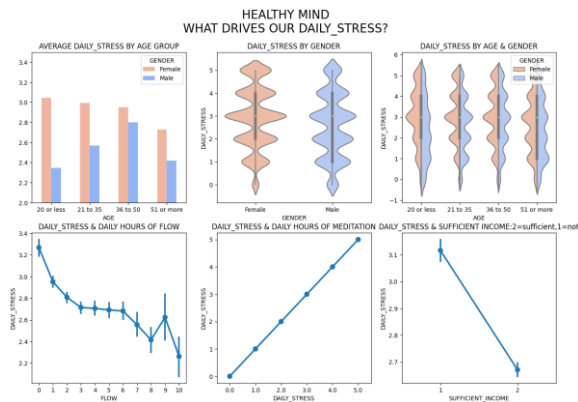 HEALTHY MIND
WHAT DRIVES OUR DAILY_STRESS?
AVERAGE DAILY_STRESS BY AGE GROUP
3.4
3.2
3.0
2.8
2.6
2.4
2.2
2.0
DAILY_STRESS
GENDER
Female
Male
20 or less
21 to 35
36 to 50
51 or more
AGE
DAILY_STRESS BY GENDER
5
4
3
2
1
0
DAILY_STRESS
Female
Male
GENDER
DAILY_STRESS BY AGE & GENDER
6
5
4
3
2
1
0
−1
DAILY_STRESS
GENDER
Female
Male
20 or less
21 to 35
36 to 50
51 or more
AGE
DAILY_STRESS & DAILY HOURS OF FLOW
3.4
3.2
3.0
2.8
2.6
2.4
2.2
DAILY_STRESS
0 1 2 3 4 5 6 7 8 9 10
FLOW
DAILY_STRESS & DAILY HOURS OF MEDITATION
5
4
3
2
1
0
DAILY_STRESS
0.0 1.0 2.0 3.0 4.0 5.0
DAILY_STRESS
DAILY_STRESS & SUFFICIENT INCOME:2=sufficient,1=not
3.1
3.0
2.9
2.8
2.7
DAILY_STRESS
1 2
SUFFICIENT_INCOME